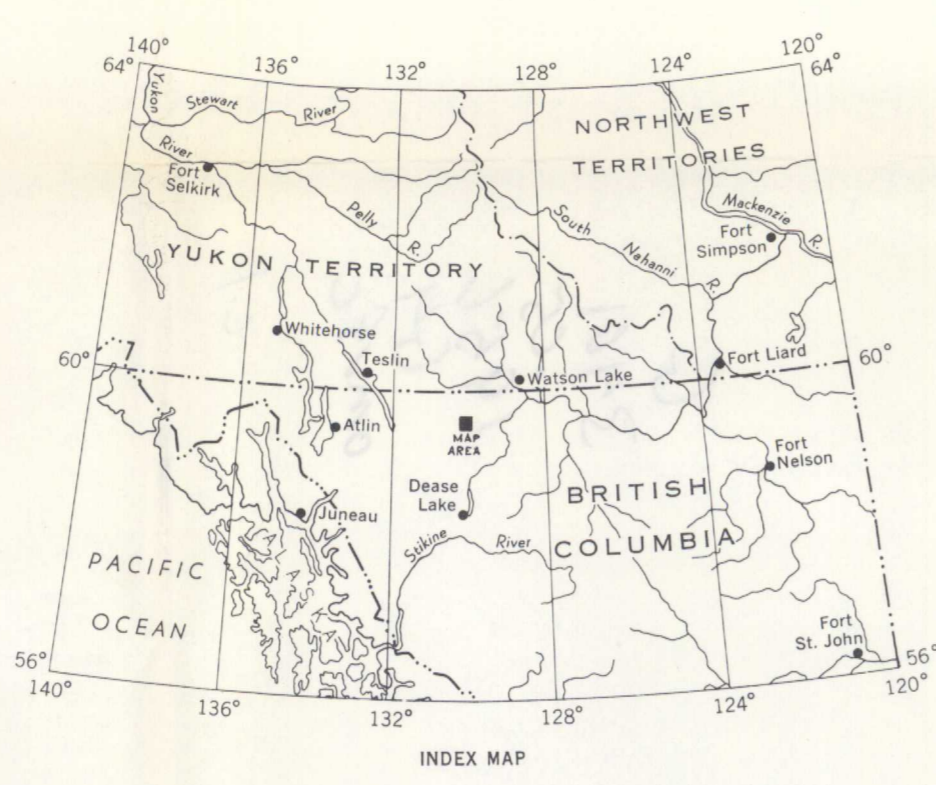 140°
136°
132°
128°
124°
120°
64°
64°
Yukon
Stewart River
River
NORTHWEST
TERRITORIES
Fort
Selkirk
Pelly R.
South Nahanni R.
Mackenzie R.
Fort
Simpson
YUKON TERRITORY
Whitehorse
Teslin
Watson Lake
Fort Liard
60°
60°
Atlin
MAP
AREA
Fort
Nelson
Dease
Lake
BRITISH
COLUMBIA
Juneau
Stikine River
ALASKA
PACIFIC
OCEAN
Fort
St. John
56°
56°
140°
136°
132°
128°
124°
120°
INDEX MAP